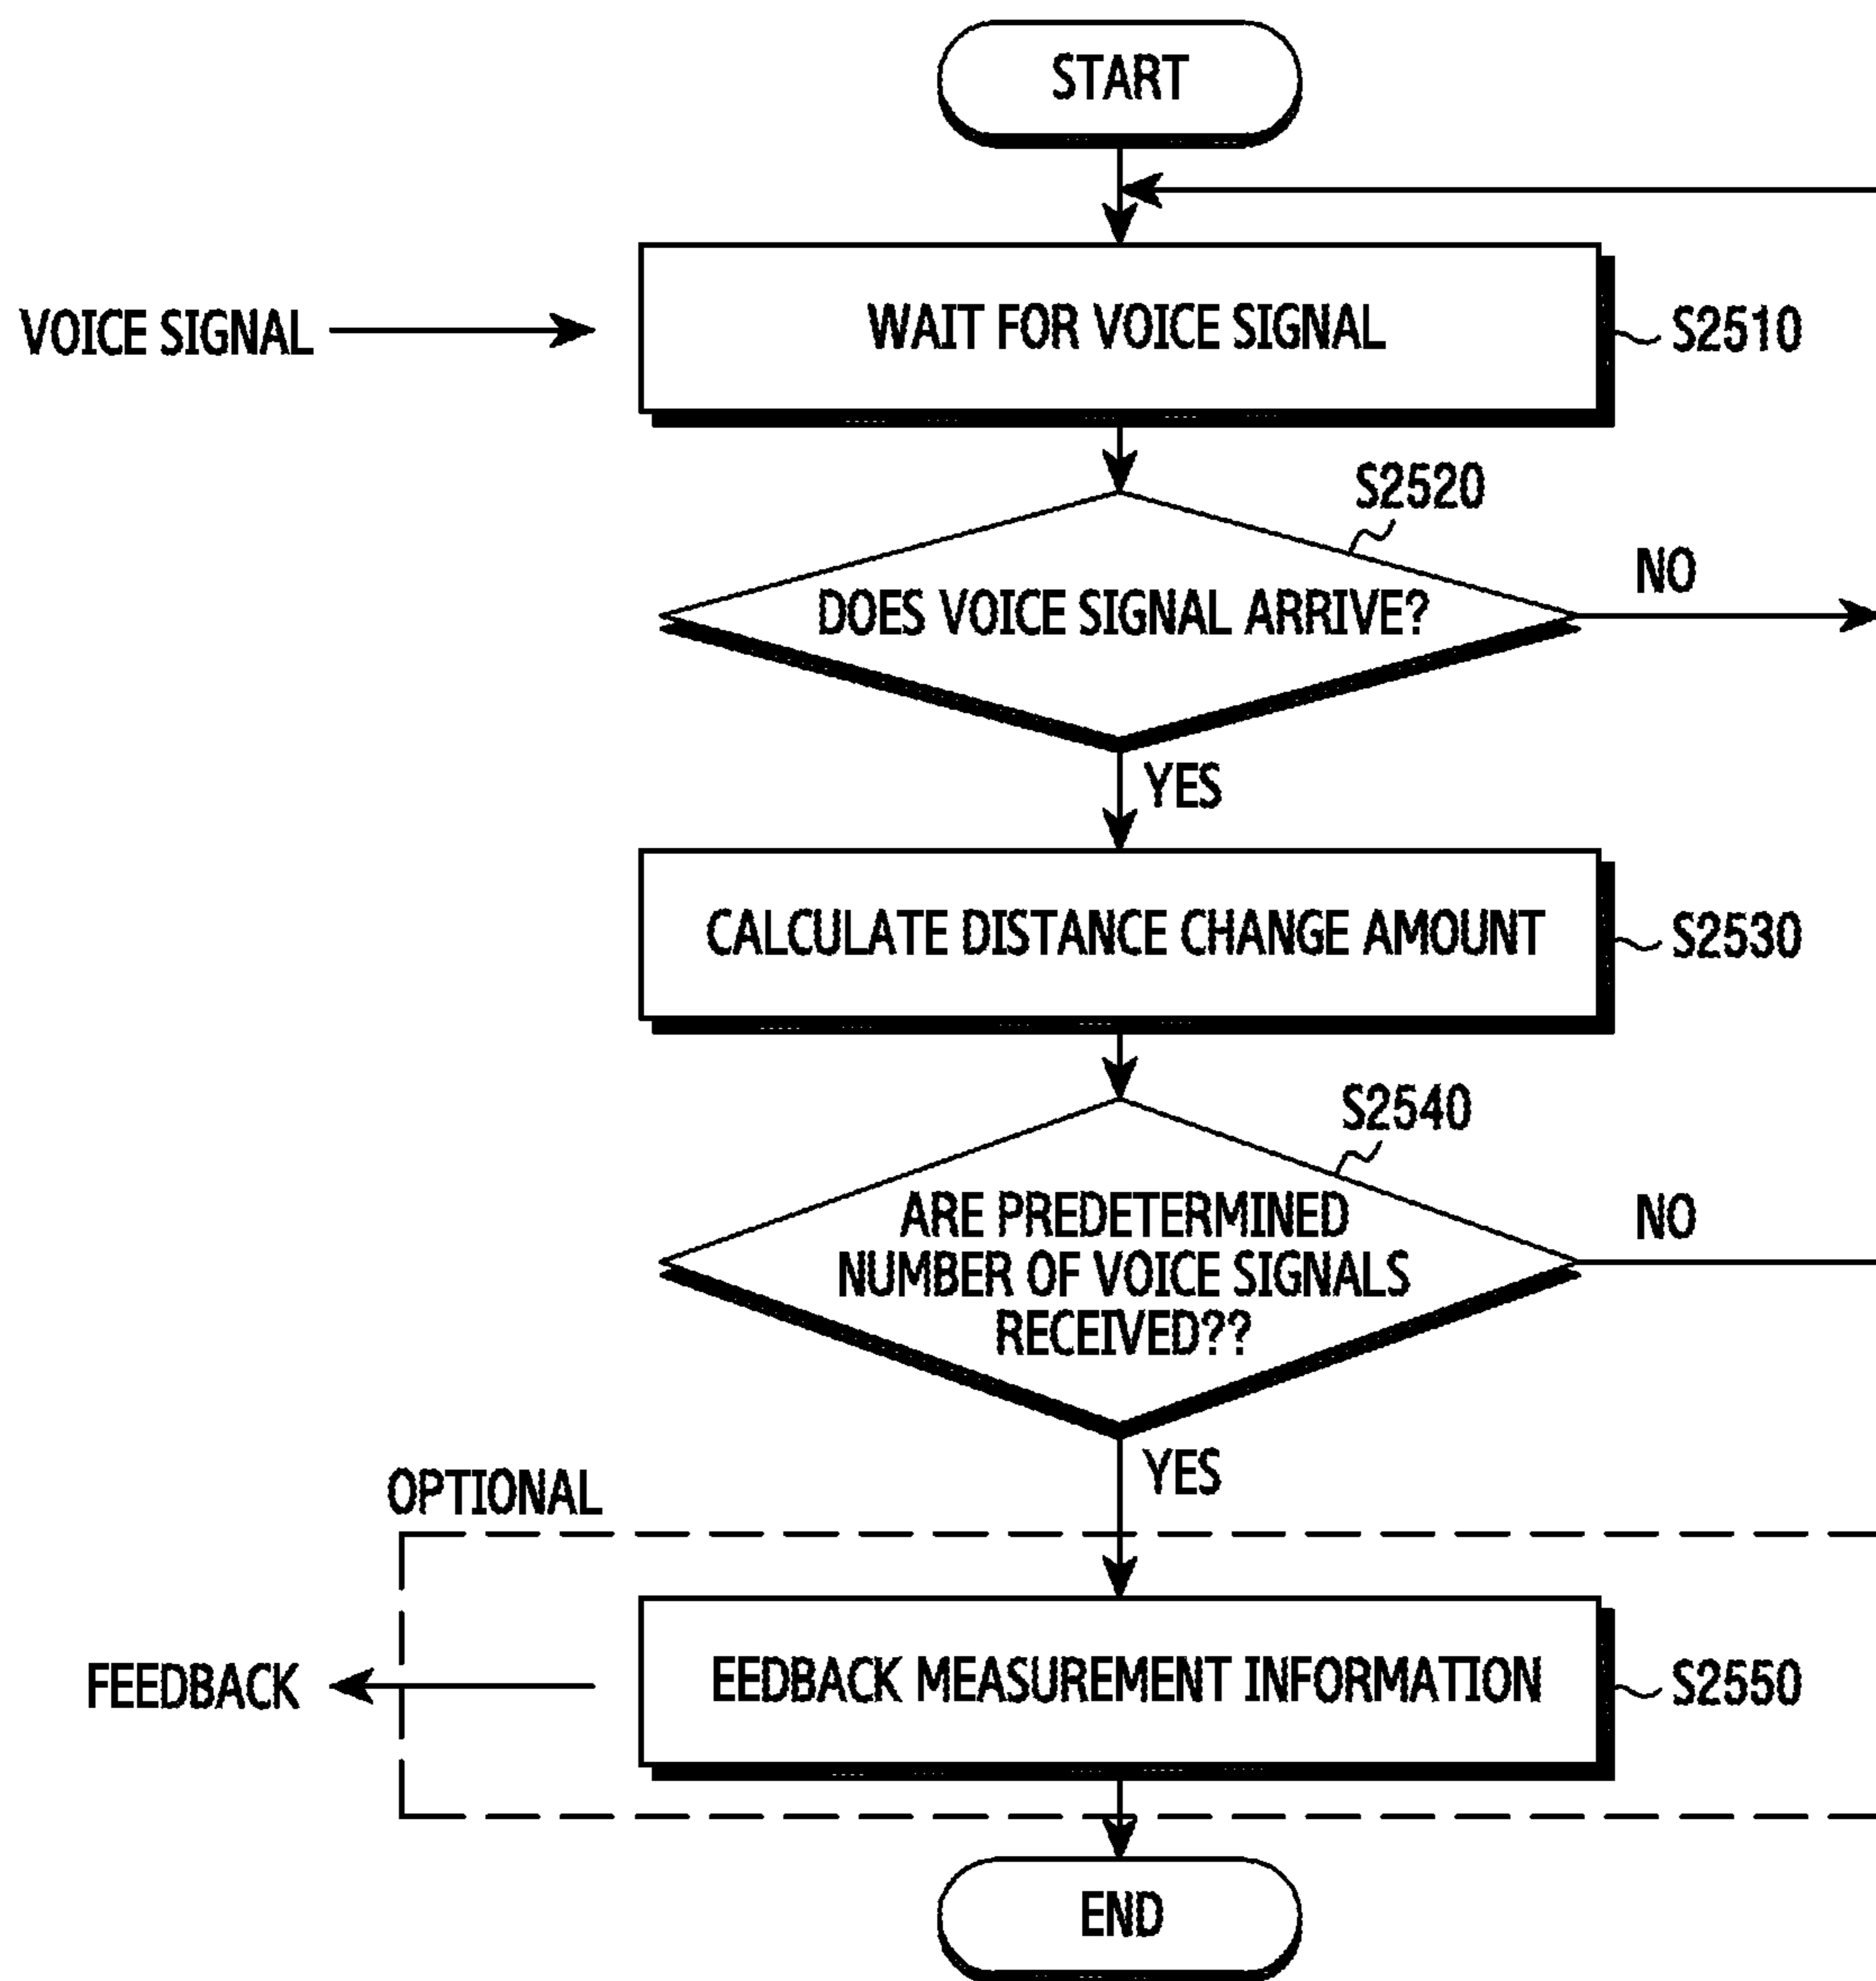 START
VOICE SIGNAL
WAIT FOR VOICE SIGNAL
S2510
S2520
DOES VOICE SIGNAL ARRIVE?
NO
YES
CALCULATE DISTANCE CHANGE AMOUNT
S2530
S2540
ARE PREDETERMINED
NUMBER OF VOICE SIGNALS
RECEIVED??
NO
YES
OPTIONAL
FEEDBACK
EEDBACK MEASUREMENT INFORMATION
S2550
END